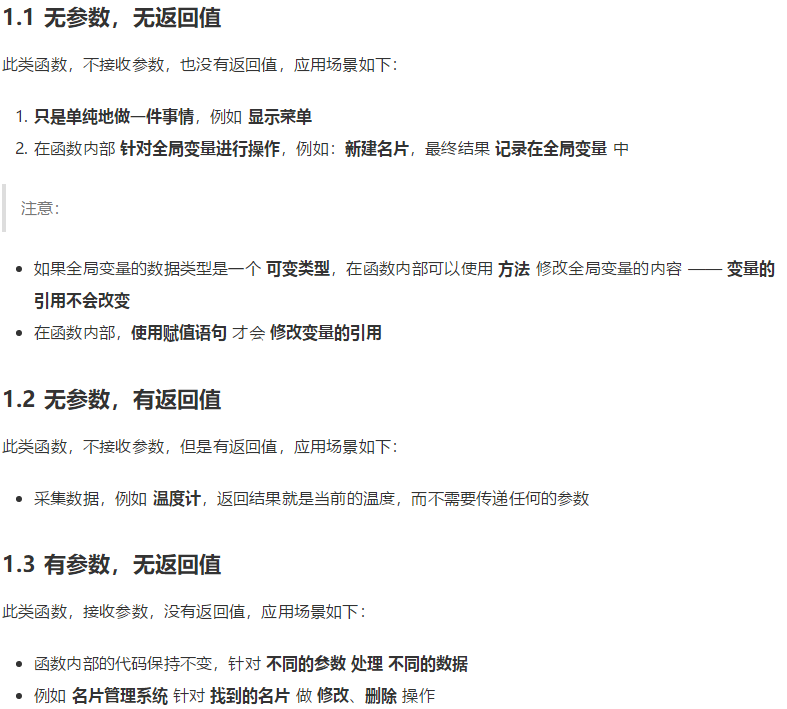 1.1 无参数，无返回值
此类函数，不接收参数，也没有返回值，应用场景如下：
1. 只是单纯地做一件事情，例如 显示菜单
2. 在函数内部 针对全局变量进行操作，例如：新建名片，最终结果 记录在全局变量 中
注意：
如果全局变量的数据类型是一个 可变类型，在函数内部可以使用 方法 修改全局变量的内容 —— 变量的
引用不会改变
在函数内部，使用赋值语句 才会 修改变量的引用
1.2 无参数，有返回值
此类函数，不接收参数，但是有返回值，应用场景如下：
采集数据，例如 温度计，返回结果就是当前的温度，而不需要传递任何的参数
1.3 有参数，无返回值
此类函数，接收参数，没有返回值，应用场景如下：
函数内部的代码保持不变，针对 不同的参数 处理 不同的数据
例如 名片管理系统 针对 找到的名片 做 修改、删除 操作